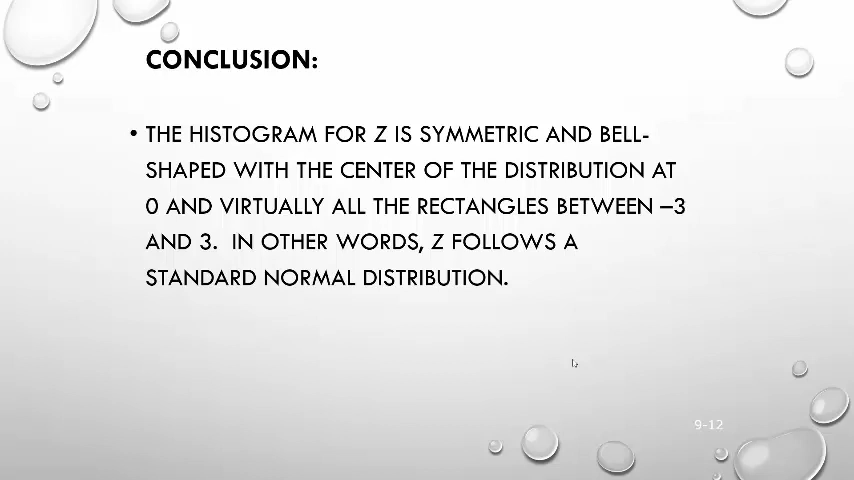 CONCLUSION:
• THE HISTOGRAM FOR Z IS SYMMETRIC AND BELL-
SHAPED WITH THE CENTER OF THE DISTRIBUTION AT
0 AND VIRTUALLY ALL THE RECTANGLES BETWEEN –3
AND 3.  IN OTHER WORDS, Z FOLLOWS A
STANDARD NORMAL DISTRIBUTION.
9-12